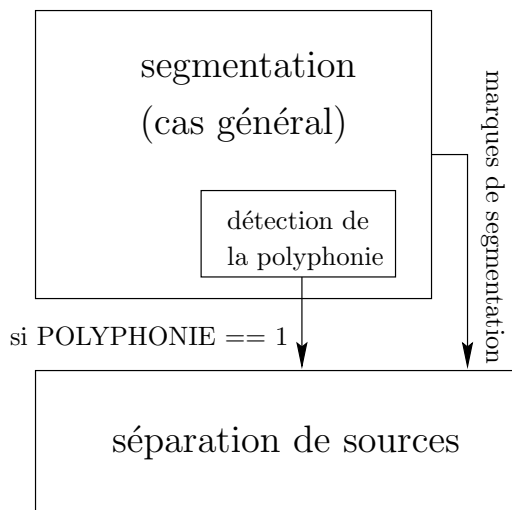 segmentation
(cas général)
marques de segmentation
détection de
la polyphonie
si POLYPHONIE == 1
séparation de sources